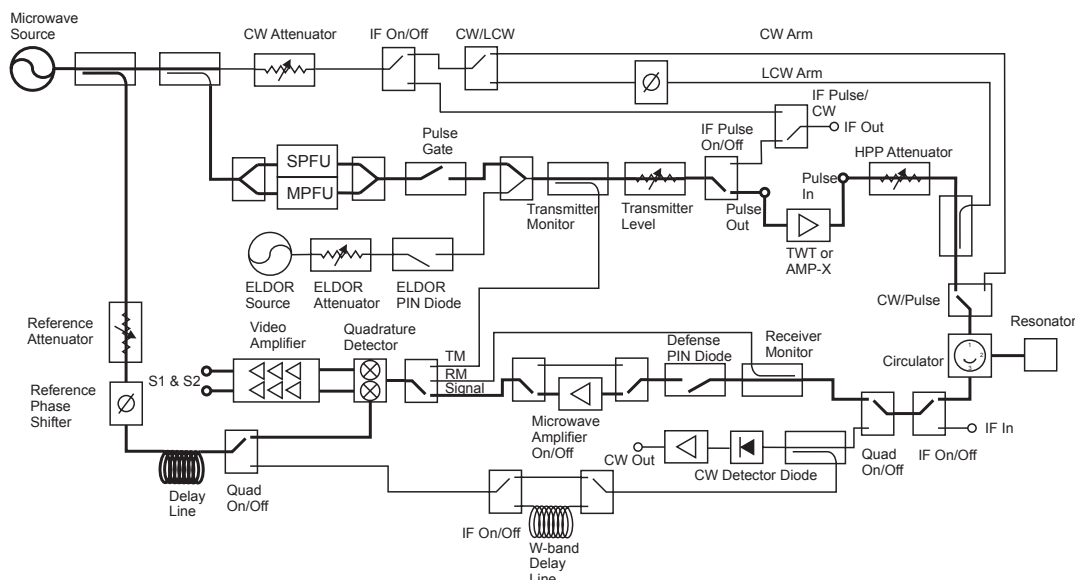 Microwave
Source
CW Attenuator
IF On/Off
CW/LCW
CW Arm
LCW Arm
IF Pulse/
CW
IF Out
SPFU
MPFU
Pulse
Gate
IF Pulse
On/Off
HPP Attenuator
Pulse
In
Transmitter
Monitor
Transmitter
Level
Pulse
Out
TWT or
AMP-X
ELDOR
Source
ELDOR
Attenuator
ELDOR
PIN Diode
CW/Pulse
Reference
Attenuator
Video
Amplifier
Quadrature
Detector
TM
RM
Signal
Defense
PIN Diode
Receiver
Monitor
Resonator
Circulator
1
2
3
S1 & S2
Reference
Phase
Shifter
Microwave
Amplifier
On/Off
IF In
CW Out
CW Detector Diode
Quad
On/Off
IF On/Off
Delay
Line
Quad
On/Off
IF On/Off
W-band
Delay
Line